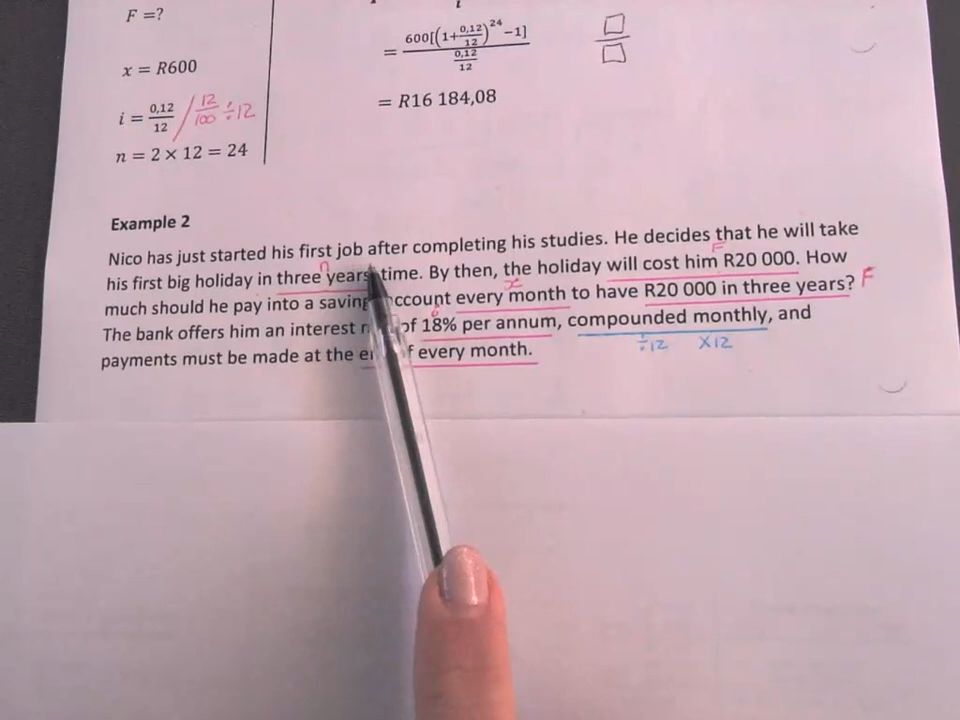 F =?
= 600[(1+0,12/12)^24 −1] / 0,12/12
x = R600
i = 0,12/12 / 12/100 ÷12
= R16 184,08
n = 2 × 12 = 24
Example 2
Nico has just started his first job after completing his studies. He decides that he will take
F
his first big holiday in three years time. By then, the holiday will cost him R20 000. How
n
x
much should he pay into a saving account every month to have R20 000 in three years? F
The bank offers him an interest of 18% per annum, compounded monthly, and
÷12 ×12
payments must be made at the of every month.